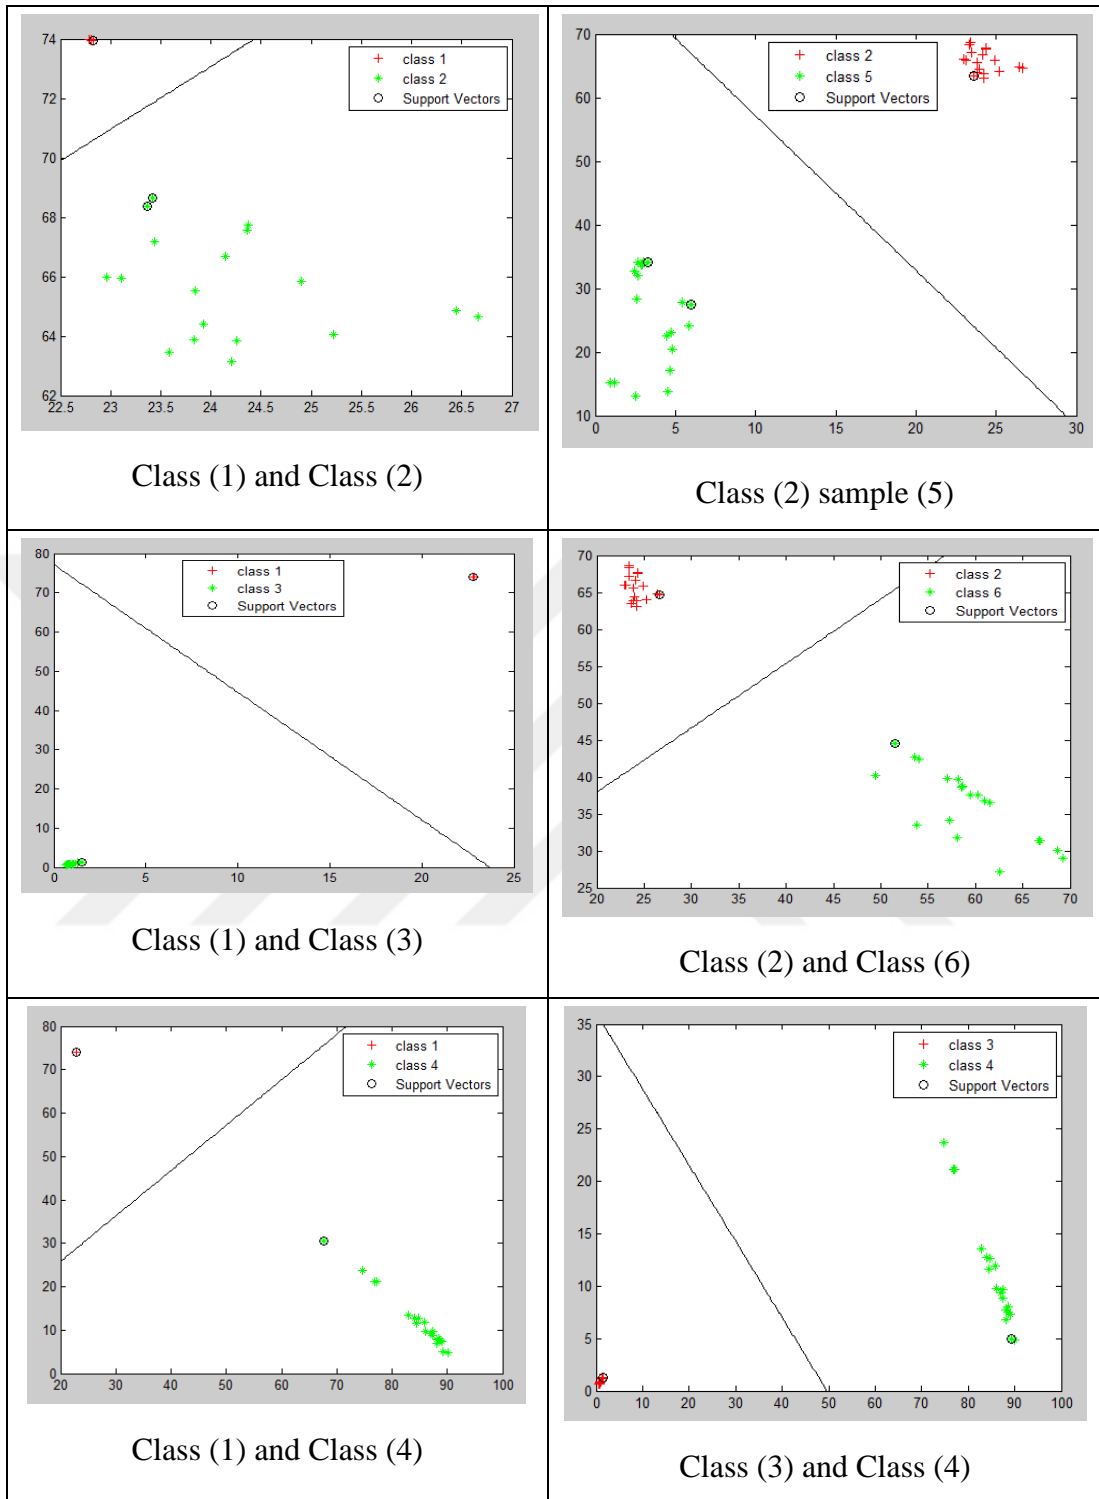 74
72
70
68
66
64
62
22.5 23 23.5 24 24.5 25 25.5 26 26.5 27
class 1
class 2
Support Vectors
Class (1) and Class (2)
70
60
50
40
30
20
10
0 5 10 15 20 25 30
class 2
class 5
Support Vectors
Class (2) sample (5)
80
70
60
50
40
30
20
10
0
0 5 10 15 20 25
class 1
class 3
Support Vectors
Class (1) and Class (3)
70
65
60
55
50
45
40
35
30
25
20 25 30 35 40 45 50 55 60 65 70
class 2
class 6
Support Vectors
Class (2) and Class (6)
80
70
60
50
40
30
20
10
0
20 30 40 50 60 70 80 90 100
class 1
class 4
Support Vectors
Class (1) and Class (4)
35
30
25
20
15
10
5
0
0 10 20 30 40 50 60 70 80 90 100
class 3
class 4
Support Vectors
Class (3) and Class (4)